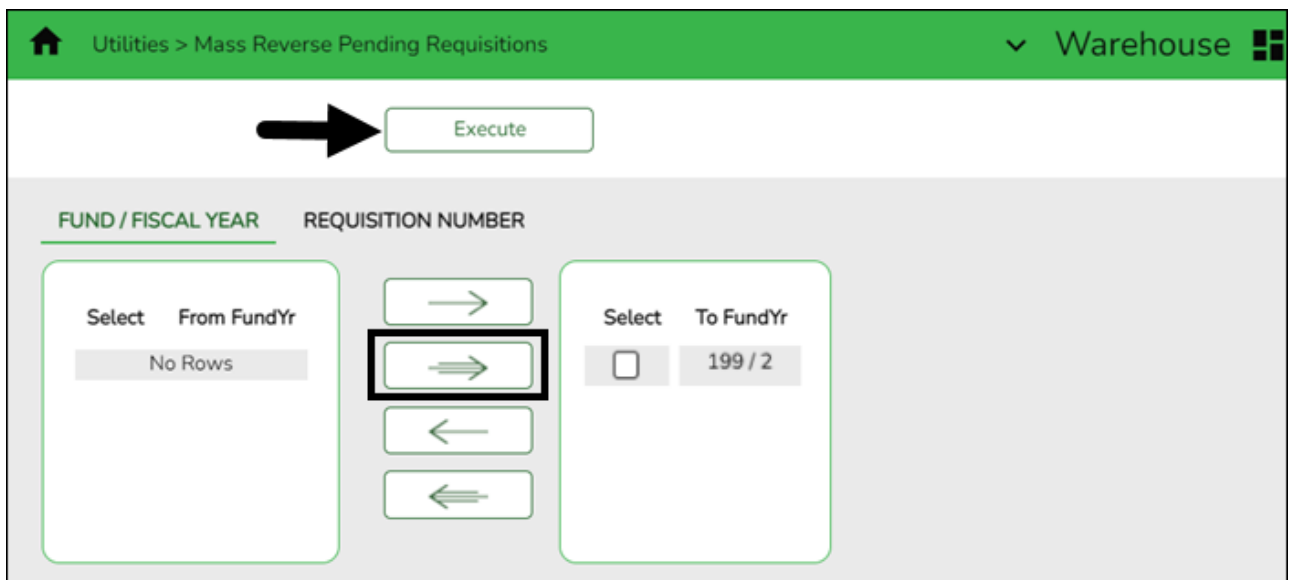 Utilities > Mass Reverse Pending Requisitions
Warehouse
Execute
FUND / FISCAL YEAR REQUISITION NUMBER
Select From FundYr
No Rows
Select To FundYr
199 / 2